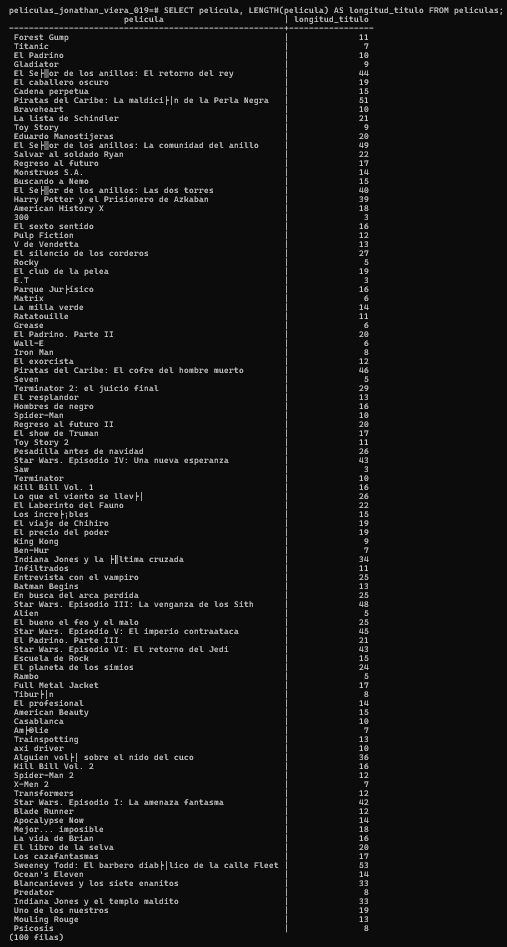 peliculas_jonathan_viera_019=# SELECT pelicula, LENGTH(pelicula) AS longitud_titulo FROM peliculas;
pelicula | longitud_titulo
Forest Gump | 11
Titanic | 7
El Padrino | 10
Gladiator | 9
El Se├▒or de los anillos: El retorno del rey | 44
El caballero oscuro | 19
Cadena perpetua | 15
Piratas del Caribe: La maldici├│n de la Perla Negra | 51
Braveheart | 10
La lista de Schindler | 21
Toy Story | 9
Eduardo Manostijeras | 20
El Se├▒or de los anillos: La comunidad del anillo | 49
Salvar al soldado Ryan | 22
Regreso al futuro | 17
Monstruos S.A. | 14
Buscando a Nemo | 15
El Se├▒or de los anillos: Las dos torres | 40
Harry Potter y el Prisionero de Azkaban | 39
American History X | 18
300 | 3
El sexto sentido | 16
Pulp Fiction | 12
V de Vendetta | 13
El silencio de los corderos | 27
Rocky | 5
El club de la pelea | 19
E.T | 3
Parque Jur├ísico | 16
Matrix | 6
La milla verde | 14
Ratatouille | 11
Grease | 6
El Padrino. Parte II | 20
Wall-E | 6
Iron Man | 8
El exorcista | 12
Piratas del Caribe: El cofre del hombre muerto | 46
Seven | 5
Terminator 2: el juicio final | 29
El resplandor | 13
Hombres de negro | 16
Spider-Man | 10
Regreso al futuro II | 20
El show de Truman | 17
Toy Story 2 | 11
Pesadilla antes de navidad | 26
Star Wars. Episodio IV: Una nueva esperanza | 43
Saw | 3
Terminator | 10
Kill Bill Vol. 1 | 16
Lo que el viento se llev├│ | 26
El Laberinto del Fauno | 22
Los incre├¡bles | 15
El viaje de Chihiro | 19
El precio del poder | 19
King Kong | 9
Ben-Hur | 7
Indiana Jones y la ├║ltima cruzada | 34
Infiltrados | 11
Entrevista con el vampiro | 25
Batman Begins | 13
En busca del arca perdida | 25
Star Wars. Episodio III: La venganza de los Sith | 48
Alien | 5
El bueno el feo y el malo | 25
Star Wars. Episodio V: El imperio contraataca | 45
El Padrino. Parte III | 21
Star Wars. Episodio VI: El retorno del Jedi | 43
Escuela de Rock | 15
El planeta de los simios | 24
Rambo | 5
Full Metal Jacket | 17
Tibur├│n | 8
El profesional | 14
American Beauty | 15
Casablanca | 10
Am├®lie | 7
Trainspotting | 13
axi driver | 10
Alguien vol├│ sobre el nido del cuco | 36
Kill Bill Vol. 2 | 16
Spider-Man 2 | 12
X-Men 2 | 7
Transformers | 12
Star Wars. Episodio I: La amenaza fantasma | 42
Blade Runner | 12
Apocalypse Now | 14
Mejor... imposible | 18
La vida de Brian | 16
El libro de la selva | 20
Los cazafantasmas | 17
Sweeney Todd: El barbero diab├│lico de la calle Fleet | 53
Ocean's Eleven | 14
Blancanieves y los siete enanitos | 33
Predator | 8
Indiana Jones y el templo maldito | 33
Uno de los nuestros | 19
Mouling Rouge | 13
Psicosis | 8
(100 filas)